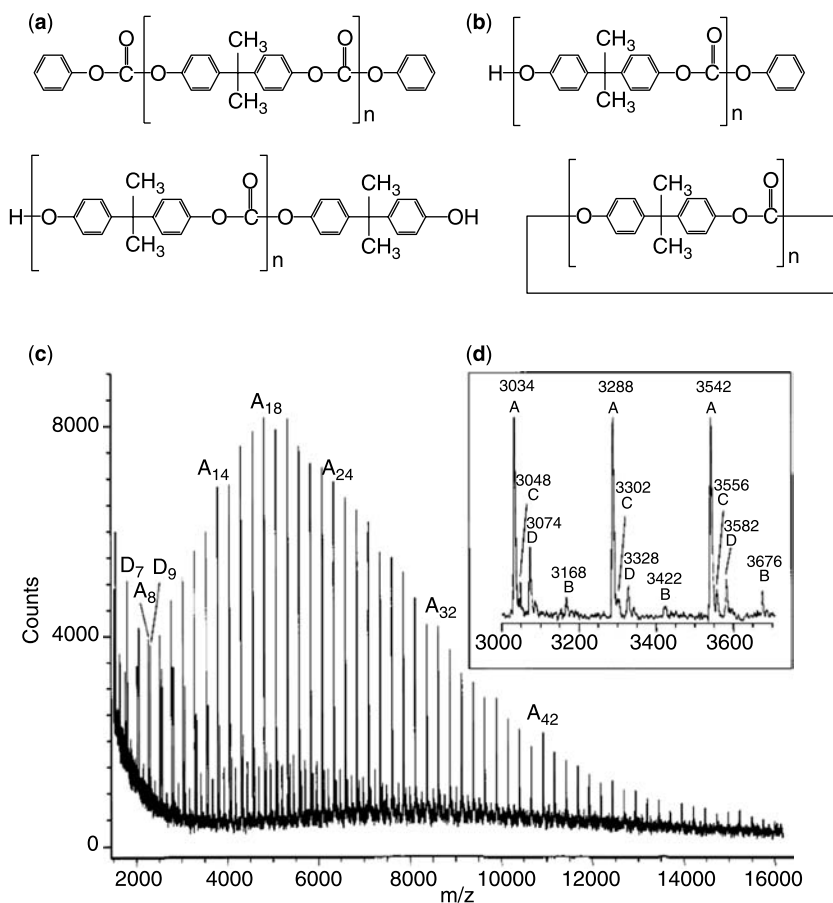 (a)
O
CH3
O
O C O O C O
CH3
n
(b)
O
CH3
H O O C O
CH3
n
O
CH3
CH3
H O O C O OH
CH3
CH3
n
O
CH3
O O C
CH3
n
(c)
Counts
8000
4000
0
A18
A14
A24
D7 D9
A8
A32
A42
2000 4000 6000 8000 10000 12000 14000 16000
m/z
(d)
3034 3288 3542
A A A
3048
C
3074
D
3168
B
3302
C
3328
D
3422
B
3556
C
3582
D
3676
B
3000 3200 3400 3600